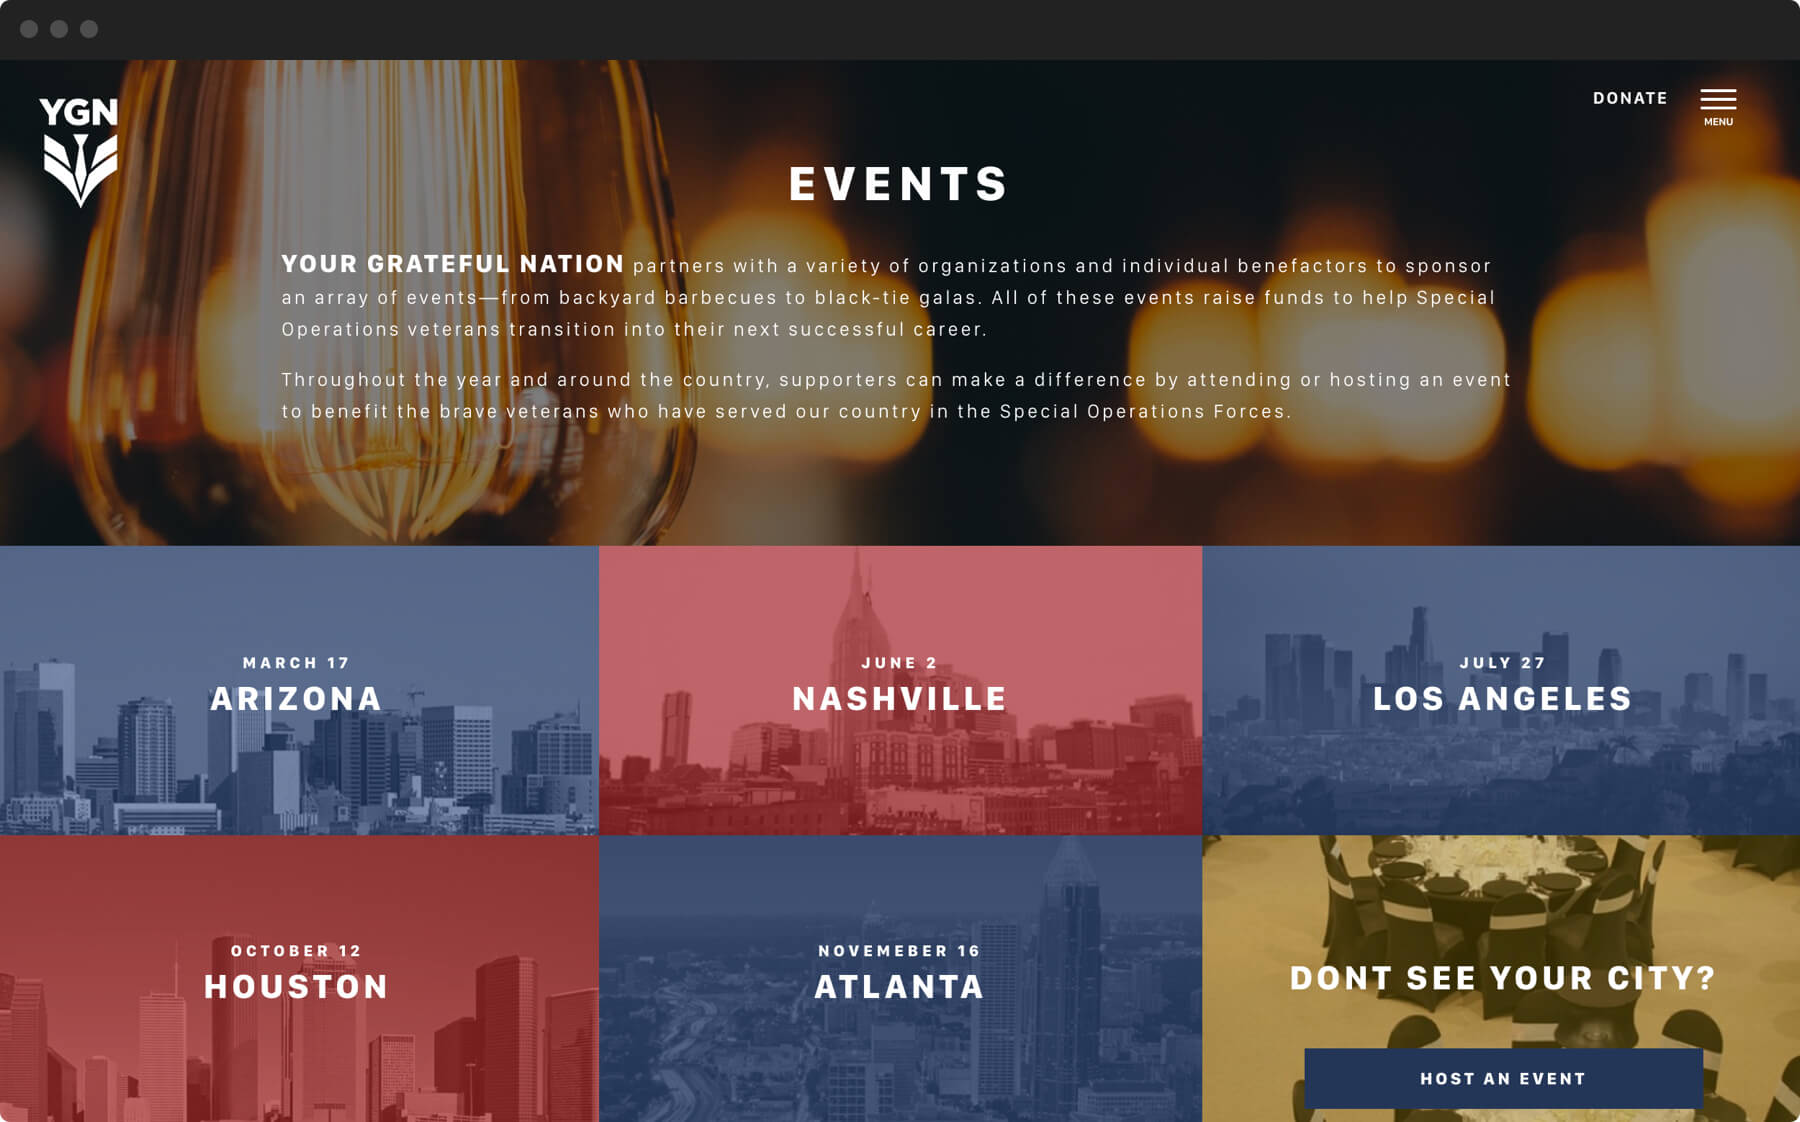 YGN
DONATE
MENU
EVENTS
YOUR GRATEFUL NATION partners with a variety of organizations and individual benefactors to sponsor
an array of events—from backyard barbecues to black-tie galas. All of these events raise funds to help Special
Operations veterans transition into their next successful career.
Throughout the year and around the country, supporters can make a difference by attending or hosting an event
to benefit the brave veterans who have served our country in the Special Operations Forces.
MARCH 17
ARIZONA
JUNE 2
NASHVILLE
JULY 27
LOS ANGELES
OCTOBER 12
HOUSTON
NOVEMEBER 16
ATLANTA
DONT SEE YOUR CITY?
HOST AN EVENT